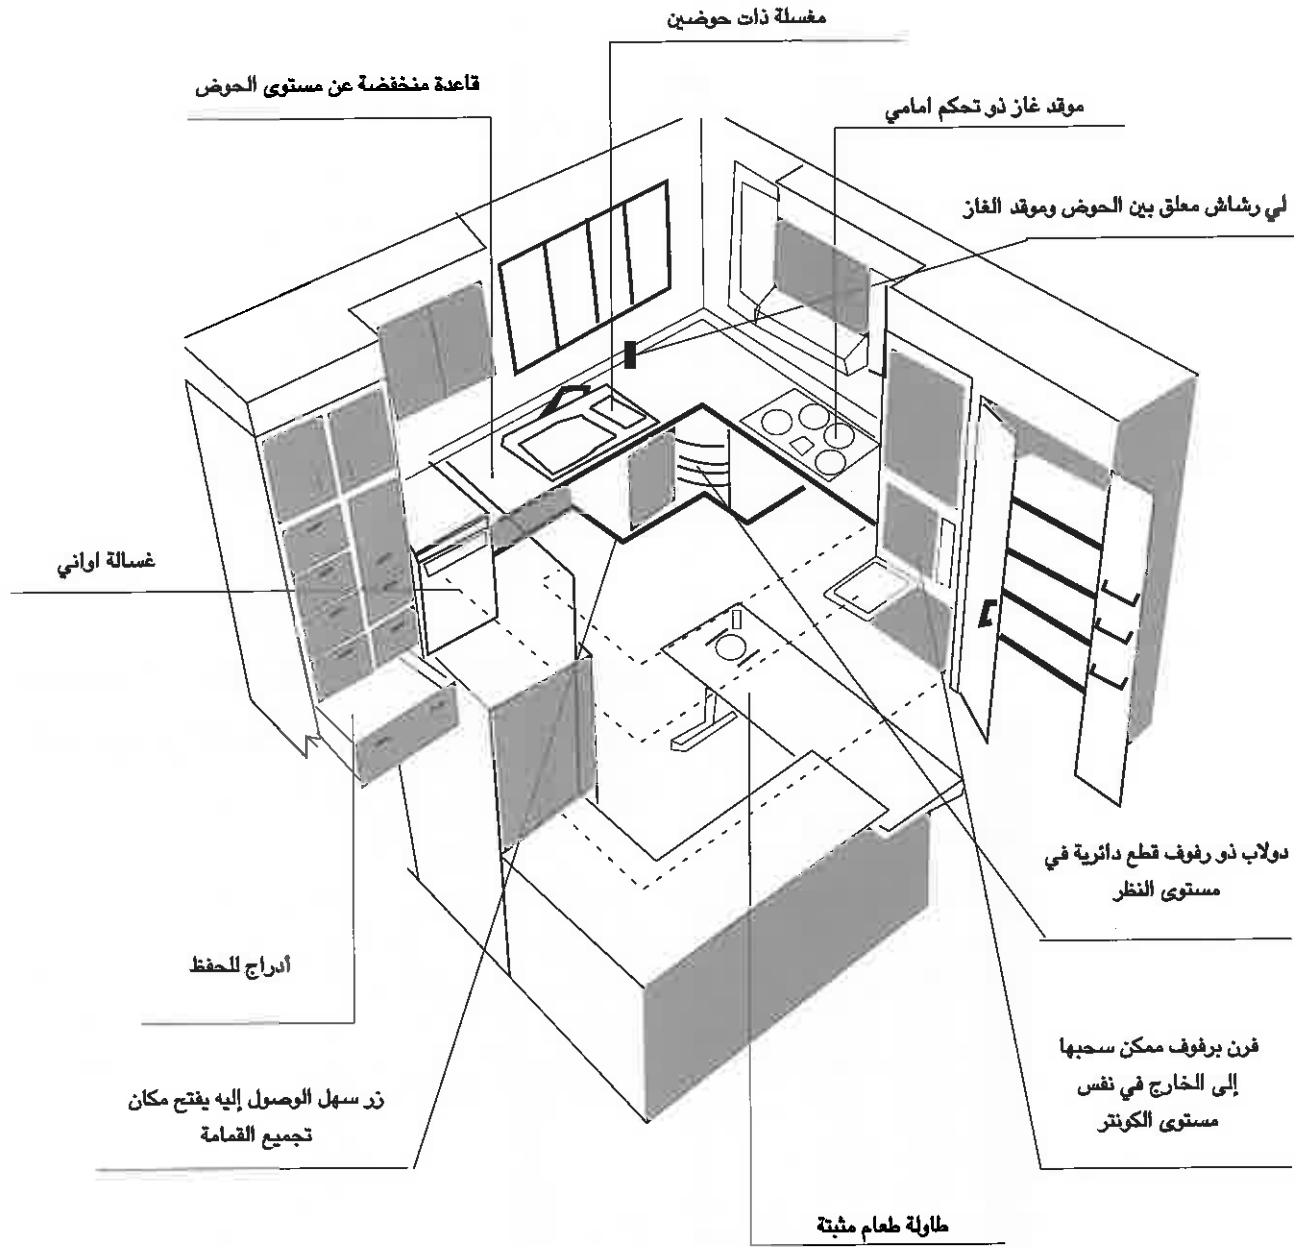 مغسلة ذات حوضين
قاعدة منخفضة عن مستوى الحوض
موقد غاز ذو تحكم امامي
لي رشاش معلق بين الحوض وموقد الغاز
غسالة اواني
دولاب ذو رفوف قطع دائرية في
مستوى النظر
أدراج للحفظ
فرن برفوف ممكن سحبها
إلى الخارج في نفس
مستوى الكونتر
زر سهل الوصول إليه يفتح مكان
تجميع القمامة
طاولة طعام مثبتة